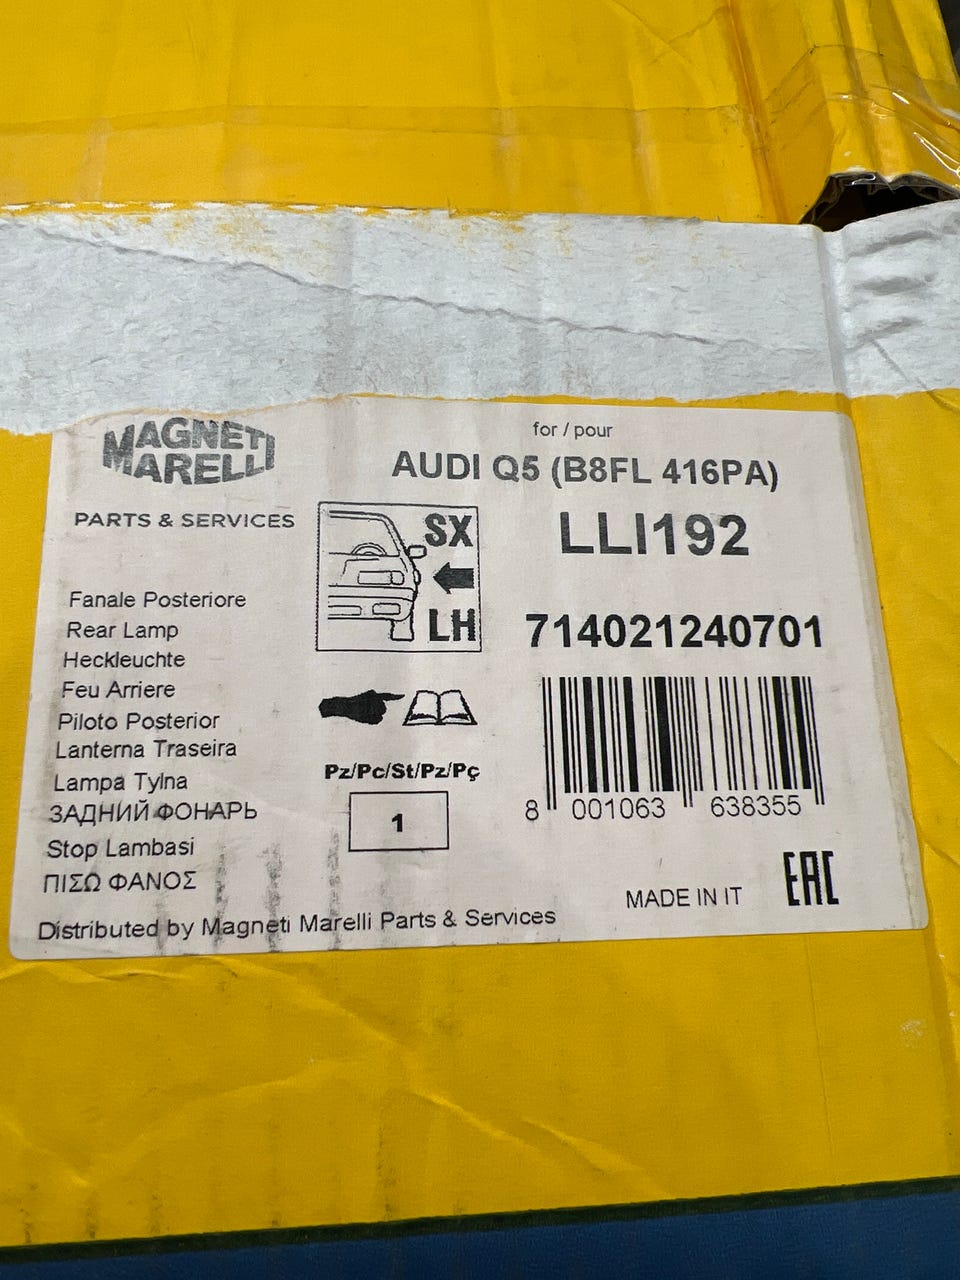 MAGNETI
MARELLI
PARTS & SERVICES
for / pour
AUDI Q5 (B8FL 416PA)
LLI192
SX
LH
714021240701
Fanale Posteriore
Rear Lamp
Heckleuchte
Feu Arriere
Piloto Posterior
Lanterna Traseira
Lampa Tylna
ЗАДНИЙ ФОНАРЬ
Stop Lambasi
ΠΙΣΩ ΦΑΝΟΣ
Pz/Pc/St/Pz/Pç
1
8 001063 638355
MADE IN IT
EAC
Distributed by Magneti Marelli Parts & Services